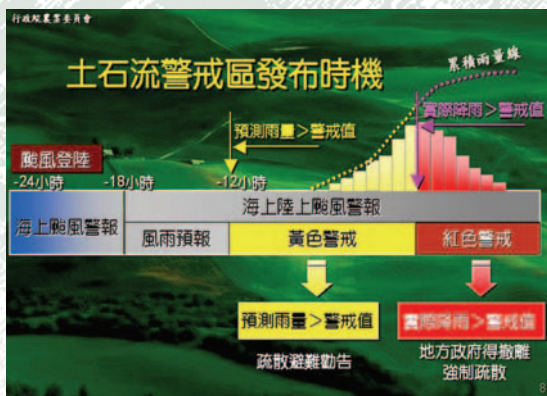 行政院農業委員會
土石流警戒區發布時機
累積雨量線
預測雨量>警戒值
實際降雨>警戒值
颱風登陸
-24小時
-18小時
-12小時
海上颱風警報
海上陸上颱風警報
風雨預報
黃色警戒
紅色警戒
預測雨量>警戒值
實際降雨>警戒值
疏散避難勸告
地方政府得撤離
強制疏散
8